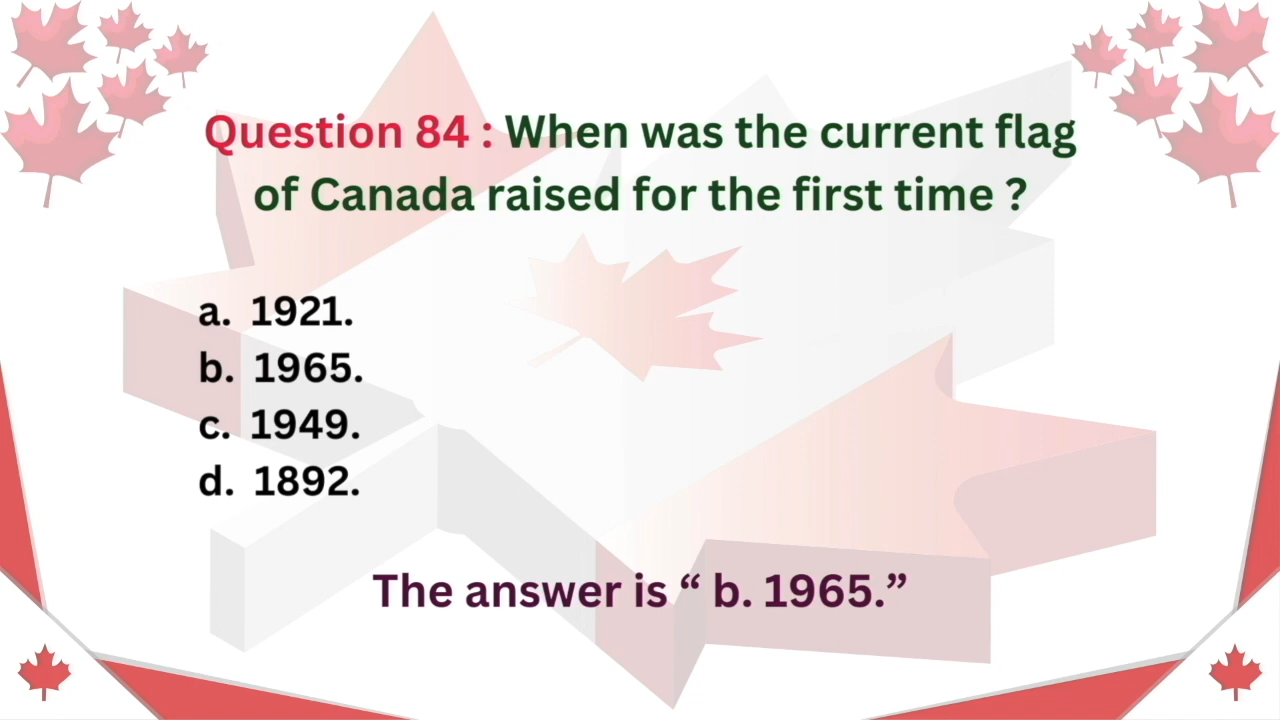 Question 84 : When was the current flag
of Canada raised for the first time ?
a. 1921.
b. 1965.
c. 1949.
d. 1892.
The answer is “ b. 1965.”